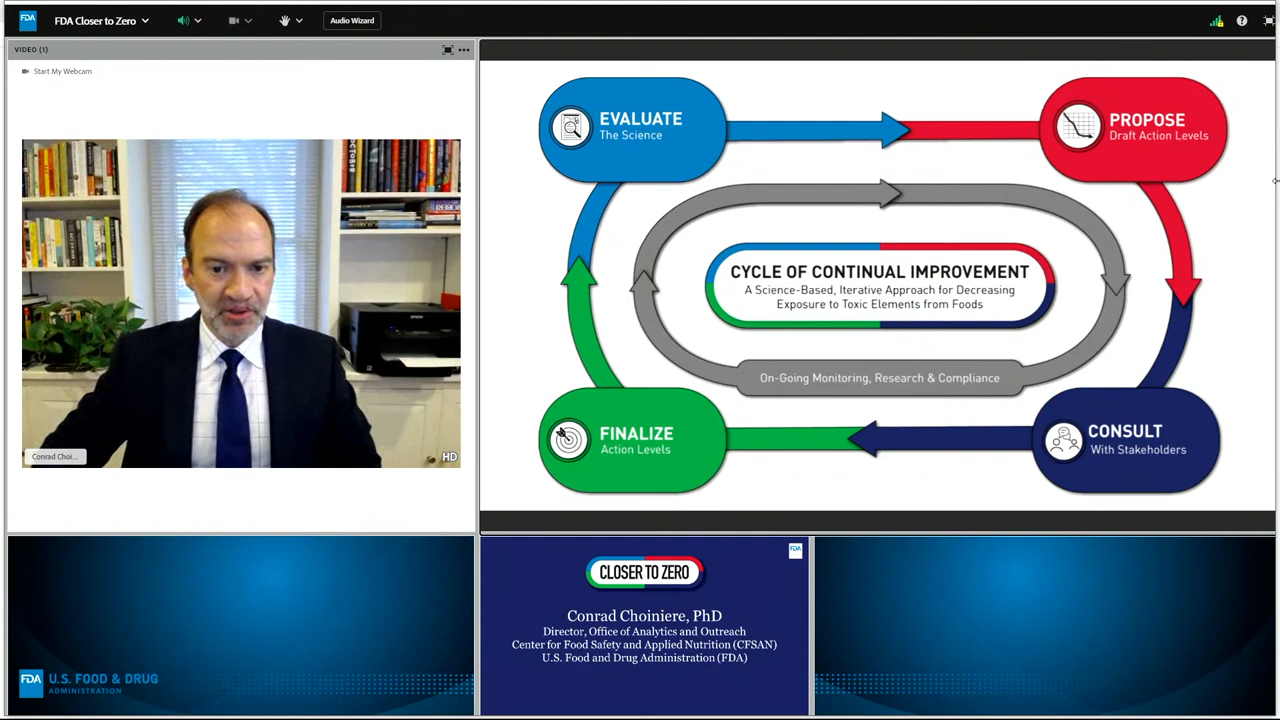 FDA
FDA Closer to Zero
Audio Wizard
VIDEO (1)
Start My Webcam
OCTOBER
Conrad Choi...
HD
EVALUATE
The Science
PROPOSE
Draft Action Levels
CYCLE OF CONTINUAL IMPROVEMENT
A Science-Based, Iterative Approach for Decreasing
Exposure to Toxic Elements from Foods
On-Going Monitoring, Research & Compliance
FINALIZE
Action Levels
CONSULT
With Stakeholders
FDA
U.S. FOOD & DRUG
ADMINISTRATION
FDA
CLOSER TO ZERO
Conrad Choiniere, PhD
Director, Office of Analytics and Outreach
Center for Food Safety and Applied Nutrition (CFSAN)
U.S. Food and Drug Administration (FDA)